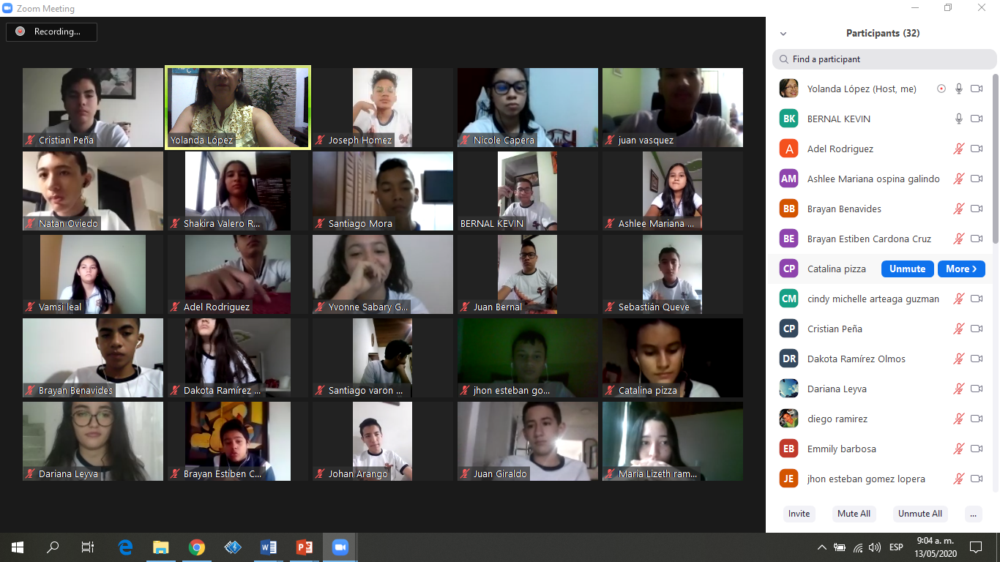 Zoom Meeting
Recording...
Cristian Peña
Yolanda López
Joseph Homez
Nicole Capera
juan vasquez
Natan Oviedo
Shakira Valero R...
Santiago Mora
BERNAL KEVIN
Ashlee Mariana ...
Vamsi leal
Adel Rodriguez
Yvonne Sabary G...
Juan Bernal
Sebastián Queve
Brayan Benavides
Dakota Ramírez ...
Santiago varon ...
jhon esteban go...
Catalina pizza
Dariana Leyva
Brayan Estiben C...
Johan Arango
Juan Giraldo
Maria Lizeth ram...
Participants (32)
Find a participant
Yolanda López (Host, me)
BK BERNAL KEVIN
A Adel Rodriguez
AM Ashlee Mariana ospina galindo
BB Brayan Benavides
BE Brayan Estiben Cardona Cruz
CP Catalina pizza Unmute More
CM cindy michelle arteaga guzman
CP Cristian Peña
DR Dakota Ramírez Olmos
Dariana Leyva
diego ramirez
EB Emmily barbosa
JE jhon esteban gomez lopera
Invite Mute All Unmute All ...
ESP
9:04 a. m.
13/05/2020